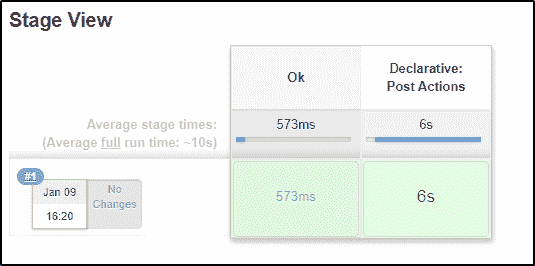 Stage View
Ok
Declarative:
Post Actions
Average stage times:
(Average full run time: ~10s)
573ms
6s
#1
Jan 09
16:20
No
Changes
573ms
6s